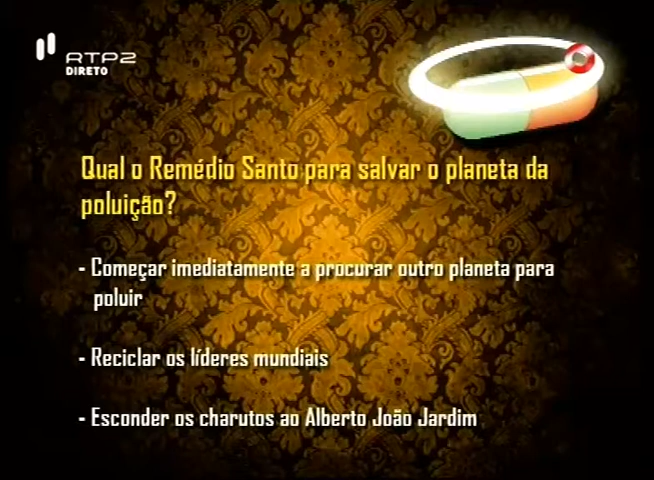 RTP2
DIRETO
Qual o Remédio Santo para salvar o planeta da
poluição?
- Começar imediatamente a procurar outro planeta para
poluir
- Reciclar os líderes mundiais
- Esconder os charutos ao Alberto João Jardim